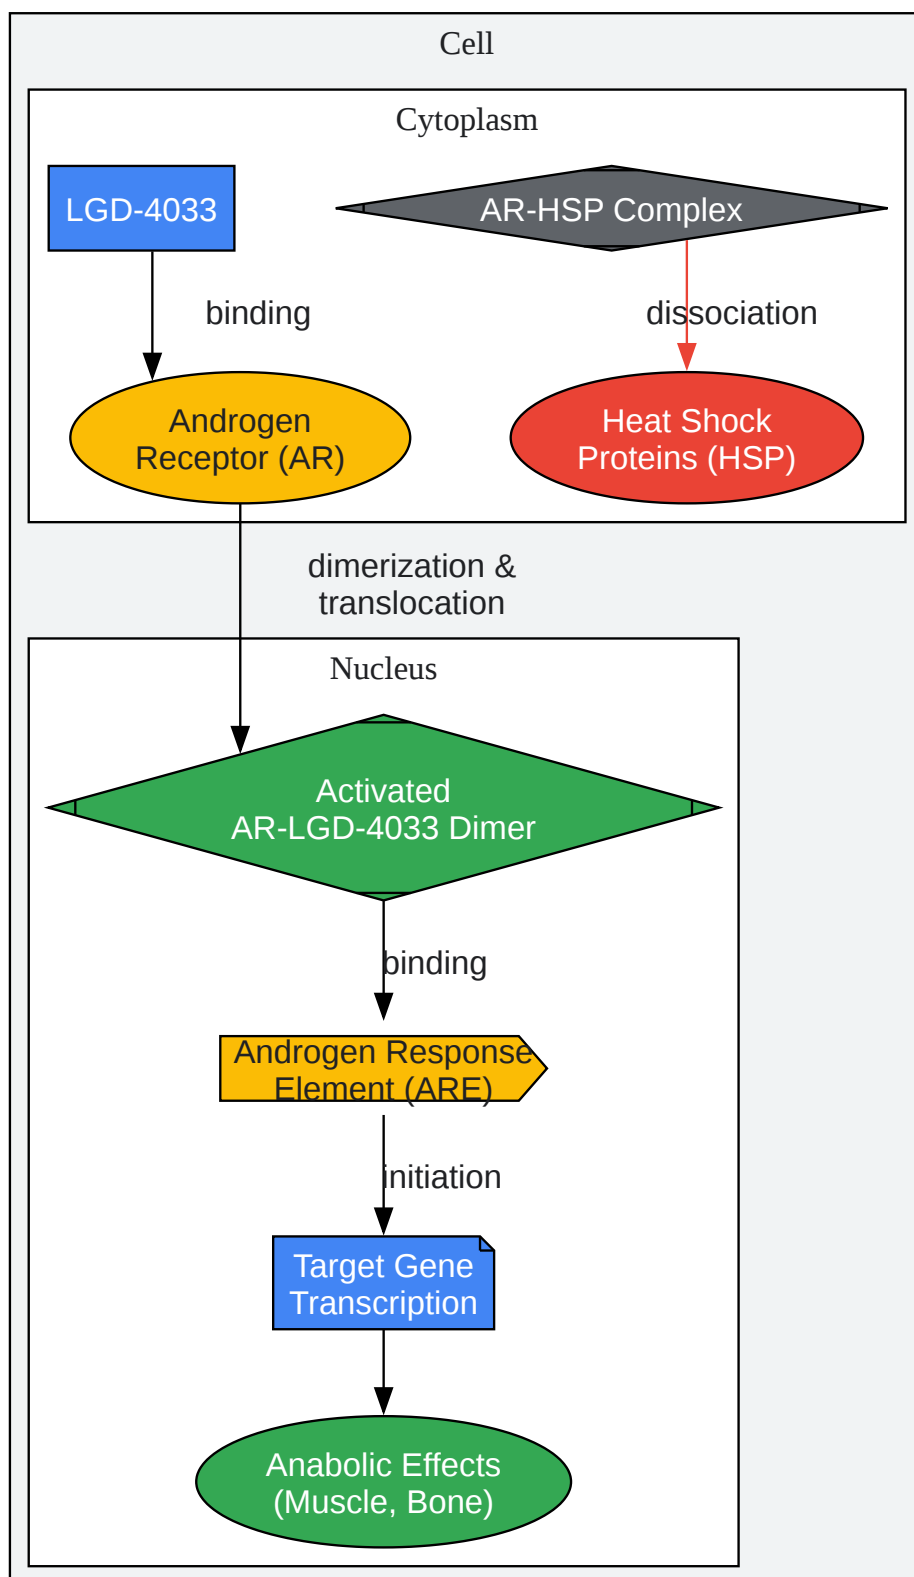 Cell
Cytoplasm
LGD-4033
AR-HSP Complex
binding
dissociation
Androgen
Receptor (AR)
Heat Shock
Proteins (HSP)
dimerization &
translocation
Nucleus
Activated
AR-LGD-4033 Dimer
binding
Androgen Response
Element (ARE)
initiation
Target Gene
Transcription
Anabolic Effects
(Muscle, Bone)